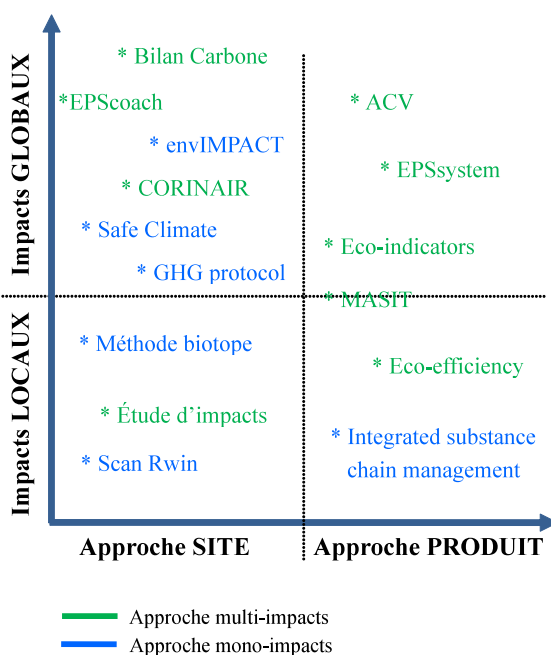 Impacts GLOBAUX
* Bilan Carbone
*EPScoach
* ACV
* envIMPACT
* EPSsystem
* CORINAIR
* Safe Climate
* Eco-indicators
* GHG protocol
* MASIT
Impacts LOCAUX
* Méthode biotope
* Eco-efficiency
* Étude d’impacts
* Integrated substance
chain management
* Scan Rwin
Approche SITE
Approche PRODUIT
Approche multi-impacts
Approche mono-impacts